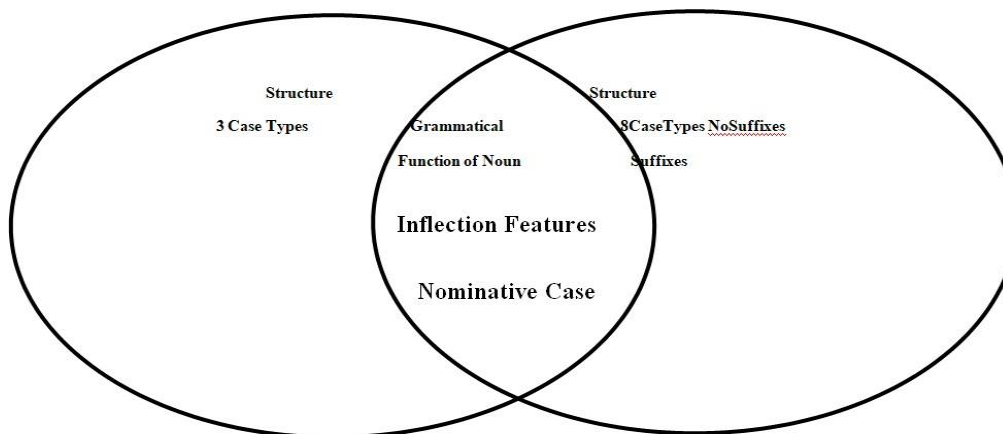 Structure Structure
3 Case Types Grammatical 8CaseTypes NoSuffixes
Function of Noun Suffixes
Inflection Features
Nominative Case